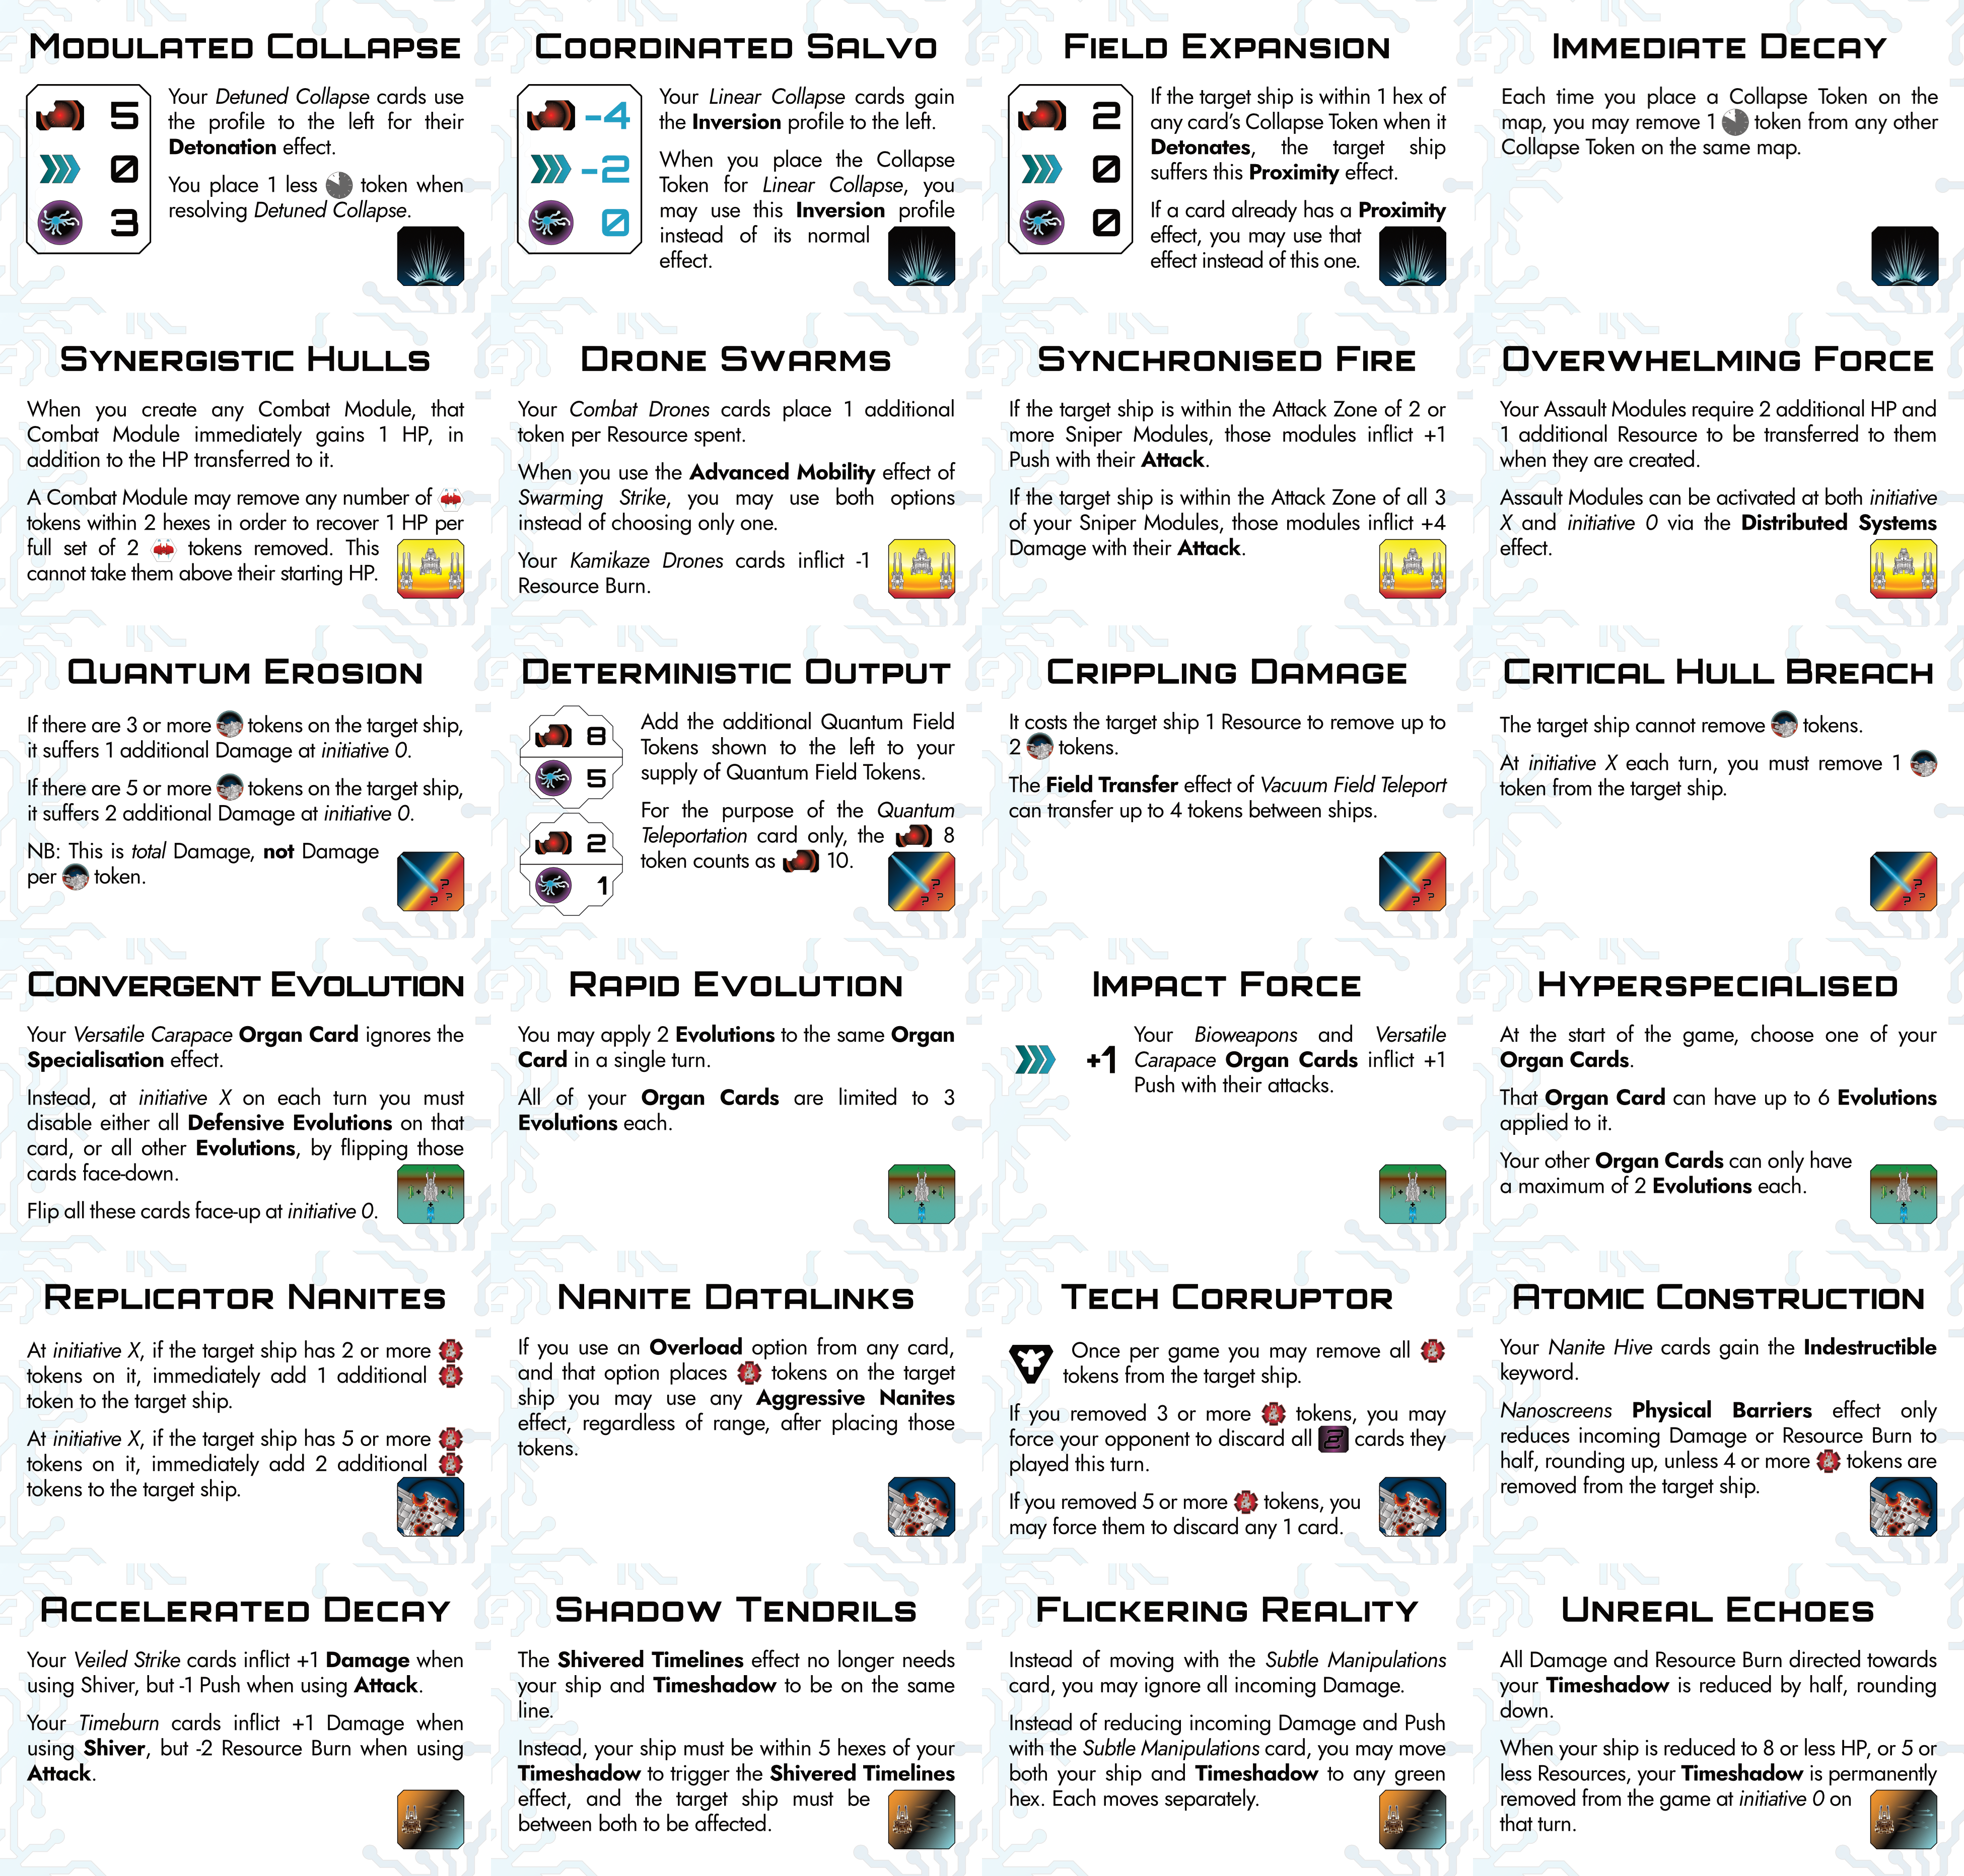 MODULATED COLLAPSE
5
0
3
Your Detuned Collapse cards use
the profile to the left for their
Detonation effect.
You place 1 less token when
resolving Detuned Collapse.
COORDINATED SALVO
-4
-2
0
Your Linear Collapse cards gain
the Inversion profile to the left.
When you place the Collapse
Token for Linear Collapse, you
may use this Inversion profile
instead of its normal
effect.
FIELD EXPANSION
2
0
0
If the target ship is within 1 hex of
any card's Collapse Token when it
Detonates, the target ship
suffers this Proximity effect.
If a card already has a Proximity
effect, you may use that
effect instead of this one.
IMMEDIATE DECAY
Each time you place a Collapse Token on the
map, you may remove 1 token from any other
Collapse Token on the same map.
SYNERGISTIC HULLS
When you create any Combat Module, that
Combat Module immediately gains 1 HP, in
addition to the HP transferred to it.
A Combat Module may remove any number of
tokens within 2 hexes in order to recover 1 HP per
full set of 2 tokens removed. This
cannot take them above their starting HP.
DRONE SWARMS
Your Combat Drones cards place 1 additional
token per Resource spent.
When you use the Advanced Mobility effect of
Swarming Strike, you may use both options
instead of choosing only one.
Your Kamikaze Drones cards inflict -1
Resource Burn.
SYNCHRONISED FIRE
If the target ship is within the Attack Zone of 2 or
more Sniper Modules, those modules inflict +1
Push with their Attack.
If the target ship is within the Attack Zone of all 3
of your Sniper Modules, those modules inflict +4
Damage with their Attack.
OVERWHELMING FORCE
Your Assault Modules require 2 additional HP and
1 additional Resource to be transferred to them
when they are created.
Assault Modules can be activated at both initiative
X and initiative 0 via the Distributed Systems
effect.
QUANTUM EROSION
If there are 3 or more tokens on the target ship,
it suffers 1 additional Damage at initiative 0.
If there are 5 or more tokens on the target ship,
it suffers 2 additional Damage at initiative 0.
NB: This is total Damage, not Damage
per token.
DETERMINISTIC OUTPUT
8
5
2
1
Add the additional Quantum Field
Tokens shown to the left to your
supply of Quantum Field Tokens.
For the purpose of the Quantum
Teleportation card only, the 8
token counts as 10.
CRIPPLING DAMAGE
It costs the target ship 1 Resource to remove up to
2 tokens.
The Field Transfer effect of Vacuum Field Teleport
can transfer up to 4 tokens between ships.
CRITICAL HULL BREACH
The target ship cannot remove tokens.
At initiative X each turn, you must remove 1
token from the target ship.
CONVERGENT EVOLUTION
Your Versatile Carapace Organ Card ignores the
Specialisation effect.
Instead, at initiative X on each turn you must
disable either all Defensive Evolutions on that
card, or all other Evolutions, by flipping those
cards face-down.
Flip all these cards face-up at initiative 0.
RAPID EVOLUTION
You may apply 2 Evolutions to the same Organ
Card in a single turn.
All of your Organ Cards are limited to 3
Evolutions each.
IMPACT FORCE
+1
Your Bioweapons and Versatile
Carapace Organ Cards inflict +1
Push with their attacks.
HYPERSPECIALISED
At the start of the game, choose one of your
Organ Cards.
That Organ Card can have up to 6 Evolutions
applied to it.
Your other Organ Cards can only have
a maximum of 2 Evolutions each.
REPLICATOR NANITES
At initiative X, if the target ship has 2 or more
tokens on it, immediately add 1 additional
token to the target ship.
At initiative X, if the target ship has 5 or more
tokens on it, immediately add 2 additional
tokens to the target ship.
NANITE DATALINKS
If you use an Overload option from any card,
and that option places tokens on the target
ship you may use any Aggressive Nanites
effect, regardless of range, after placing those
tokens.
TECH CORRUPTOR
Once per game you may remove all
tokens from the target ship.
If you removed 3 or more tokens, you may
force your opponent to discard all 2 cards they
played this turn.
If you removed 5 or more tokens, you
may force them to discard any 1 card.
ATOMIC CONSTRUCTION
Your Nanite Hive cards gain the Indestructible
keyword.
Nanoscreens Physical Barriers effect only
reduces incoming Damage or Resource Burn to
half, rounding up, unless 4 or more tokens are
removed from the target ship.
ACCELERATED DECAY
Your Veiled Strike cards inflict +1 Damage when
using Shiver, but -1 Push when using Attack.
Your Timeburn cards inflict +1 Damage when
using Shiver, but -2 Resource Burn when using
Attack.
SHADOW TENDRILS
The Shivered Timelines effect no longer needs
your ship and Timeshadow to be on the same
line.
Instead, your ship must be within 5 hexes of your
Timeshadow to trigger the Shivered Timelines
effect, and the target ship must be
between both to be affected.
FLICKERING REALITY
Instead of moving with the Subtle Manipulations
card, you may ignore all incoming Damage.
Instead of reducing incoming Damage and Push
with the Subtle Manipulations card, you may move
both your ship and Timeshadow to any green
hex. Each moves separately.
UNREAL ECHOES
All Damage and Resource Burn directed towards
your Timeshadow is reduced by half, rounding
down.
When your ship is reduced to 8 or less HP, or 5 or
less Resources, your Timeshadow is permanently
removed from the game at initiative 0 on
that turn.